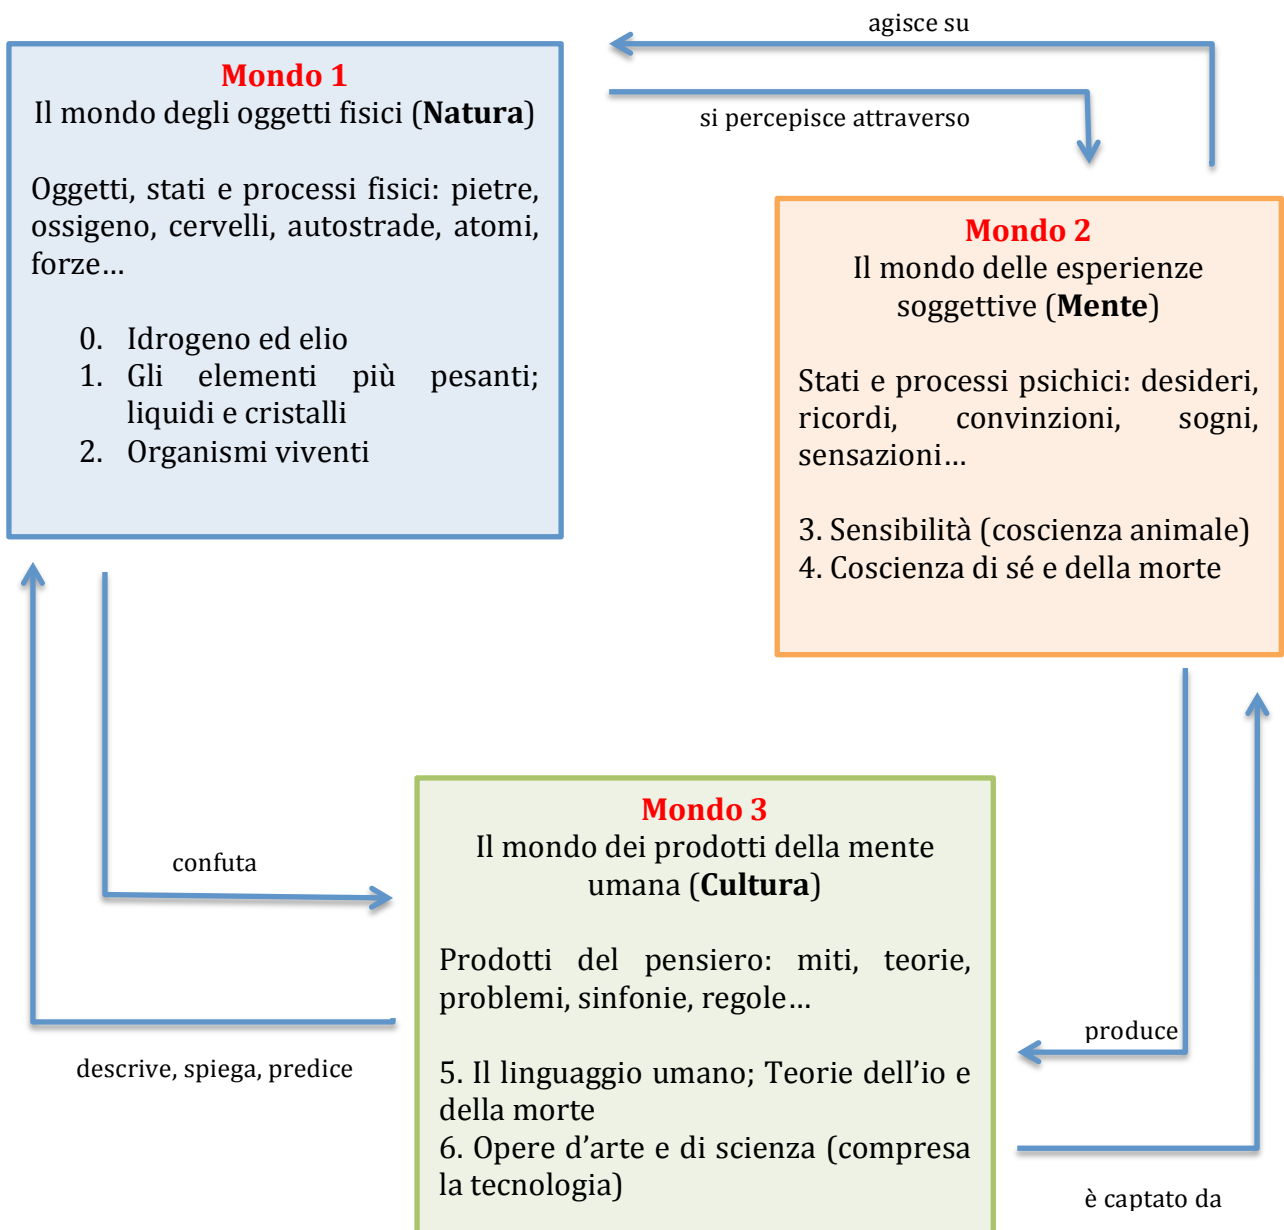 agisce su
Mondo 1
Il mondo degli oggetti fisici (Natura)
Oggetti, stati e processi fisici: pietre,
ossigeno, cervelli, autostrade, atomi,
forze…
0. Idrogeno ed elio
1. Gli elementi più pesanti;
liquidi e cristalli
2. Organismi viventi
si percepisce attraverso
Mondo 2
Il mondo delle esperienze
soggettive (Mente)
Stati e processi psichici: desideri,
ricordi, convinzioni, sogni,
sensazioni…
3. Sensibilità (coscienza animale)
4. Coscienza di sé e della morte
confuta
descrive, spiega, predice
Mondo 3
Il mondo dei prodotti della mente
umana (Cultura)
Prodotti del pensiero: miti, teorie,
problemi, sinfonie, regole…
5. Il linguaggio umano; Teorie dell’io e
della morte
6. Opere d’arte e di scienza (compresa
la tecnologia)
produce
è captato da